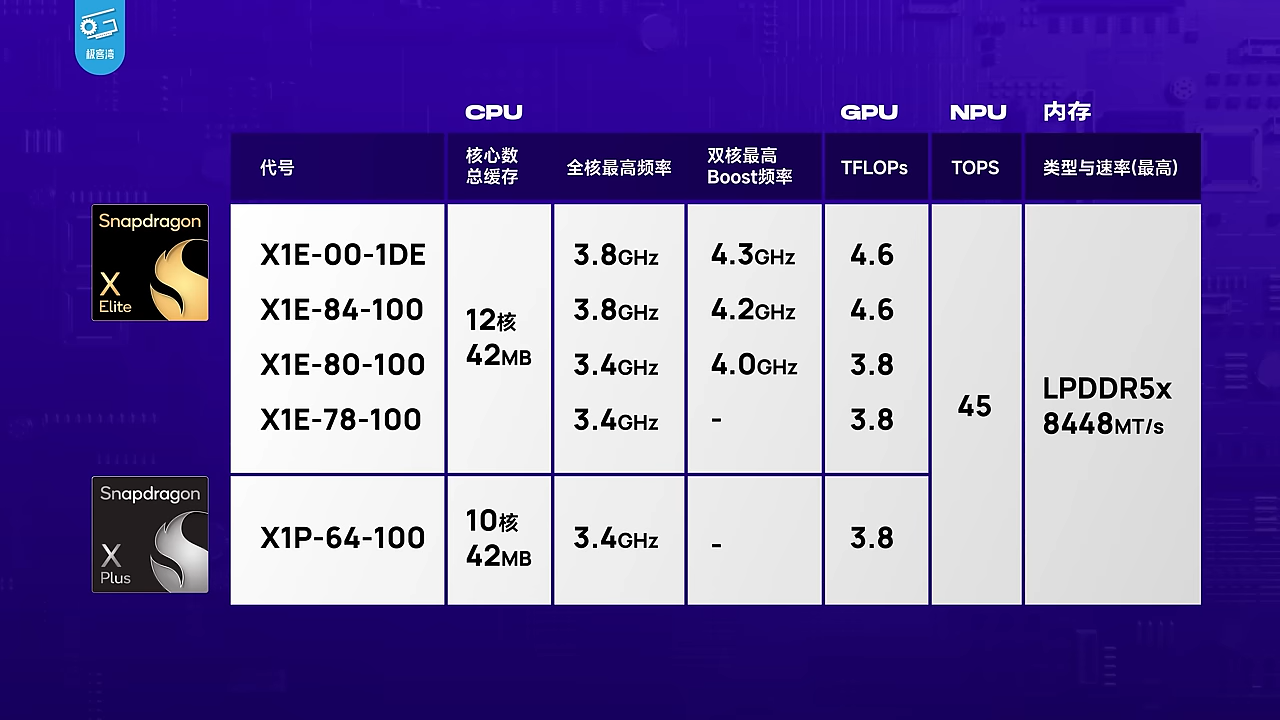 极客湾
CPU
GPU
NPU
内存
代号
核心数
总缓存
全核最高频率
双核最高
Boost频率
TFLOPs
TOPS
类型与速率(最高)
Snapdragon
X
Elite
X1E-00-1DE
3.8GHz
4.3GHz
4.6
X1E-84-100
3.8GHz
4.2GHz
4.6
X1E-80-100
3.4GHz
4.0GHz
3.8
X1E-78-100
3.4GHz
-
3.8
12核
42MB
45
LPDDR5x
8448MT/s
Snapdragon
X
Plus
X1P-64-100
10核
42MB
3.4GHz
-
3.8